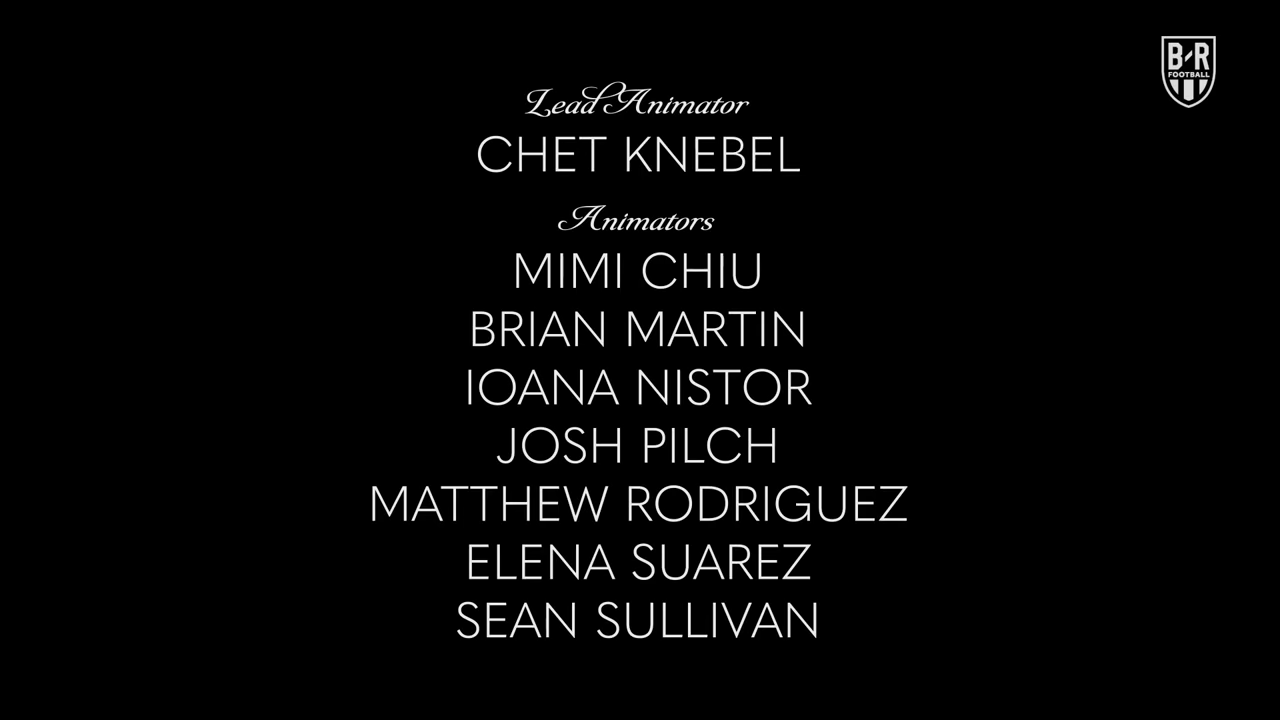 B/R
FOOTBALL
Lead Animator
CHET KNEBEL
Animators
MIMI CHIU
BRIAN MARTIN
IOANA NISTOR
JOSH PILCH
MATTHEW RODRIGUEZ
ELENA SUAREZ
SEAN SULLIVAN